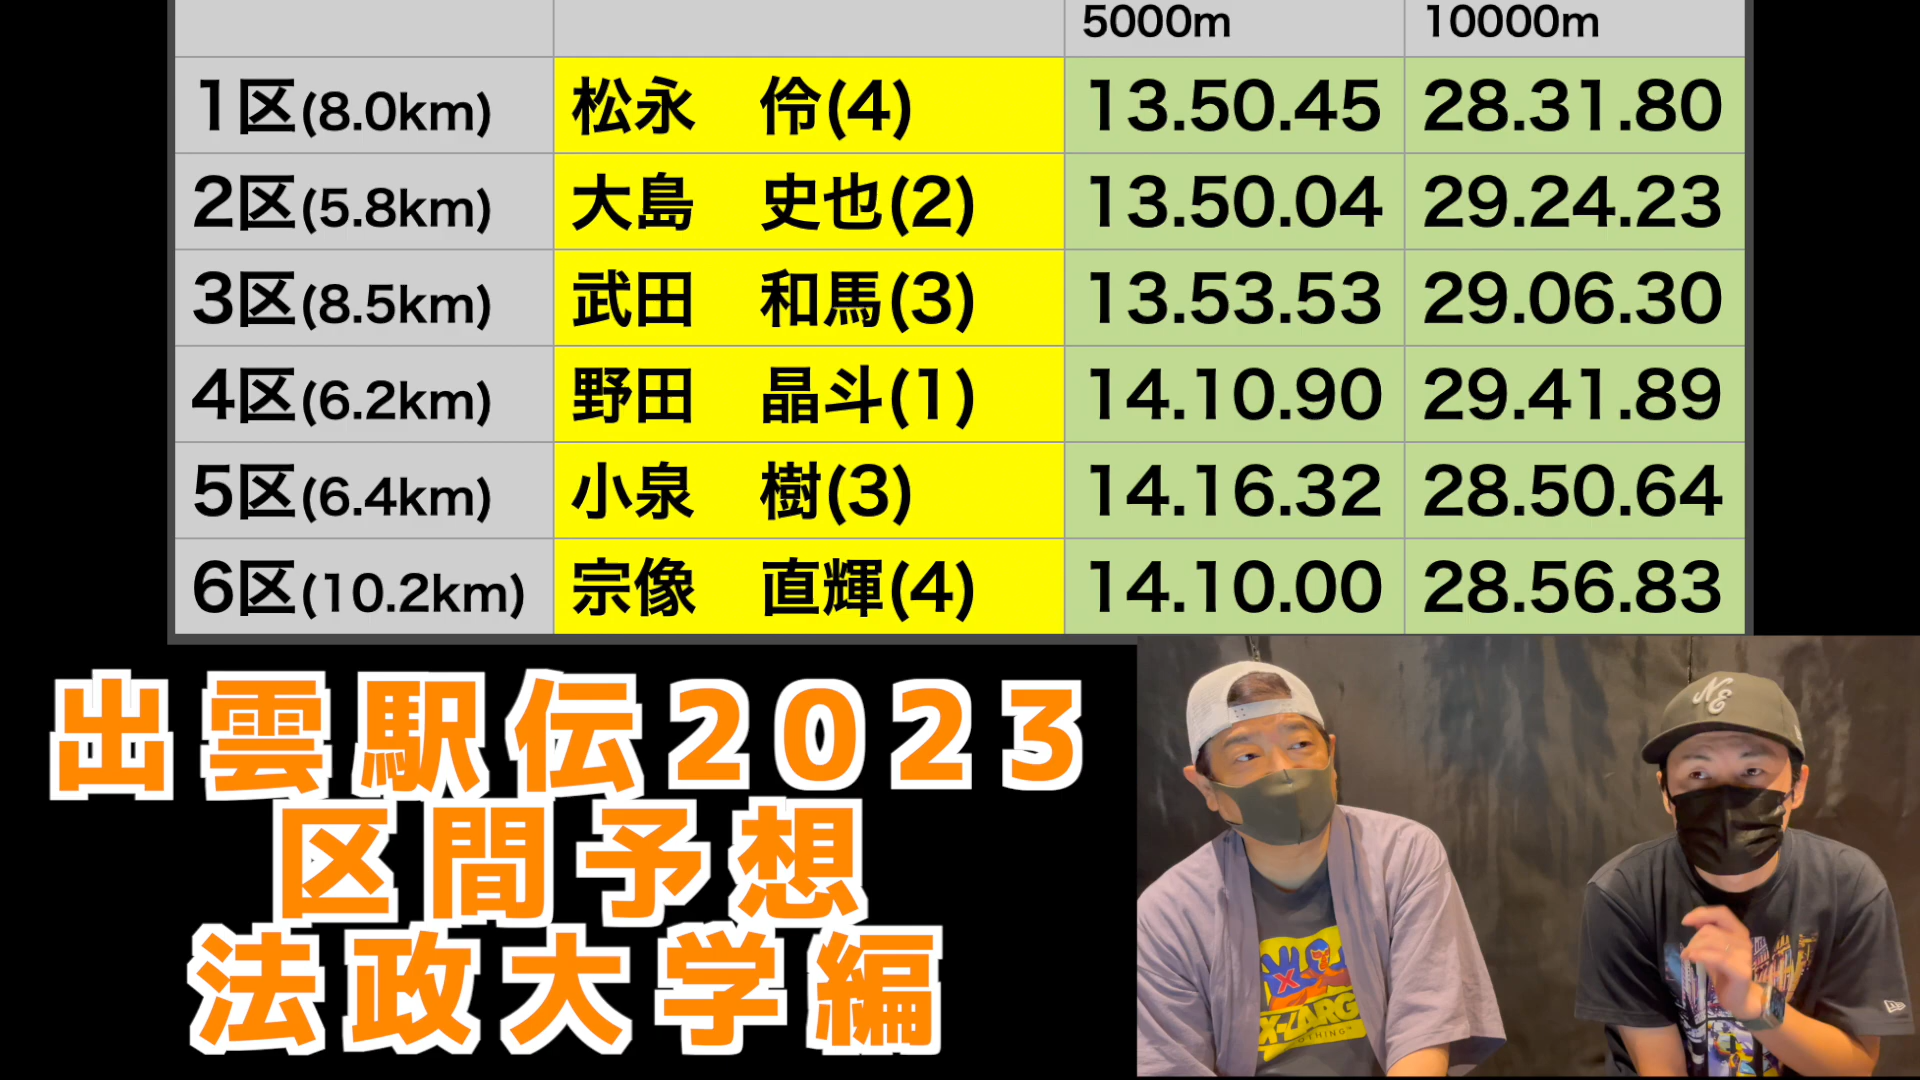 5000m 10000m
1区(8.0km) 松永 伶(4) 13.50.45 28.31.80
2区(5.8km) 大島 史也(2) 13.50.04 29.24.23
3区(8.5km) 武田 和馬(3) 13.53.53 29.06.30
4区(6.2km) 野田 晶斗(1) 14.10.90 29.41.89
5区(6.4km) 小泉 樹(3) 14.16.32 28.50.64
6区(10.2km) 宗像 直輝(4) 14.10.00 28.56.83
出雲駅伝2023
区間予想
法政大学編
NE
X-LARGE